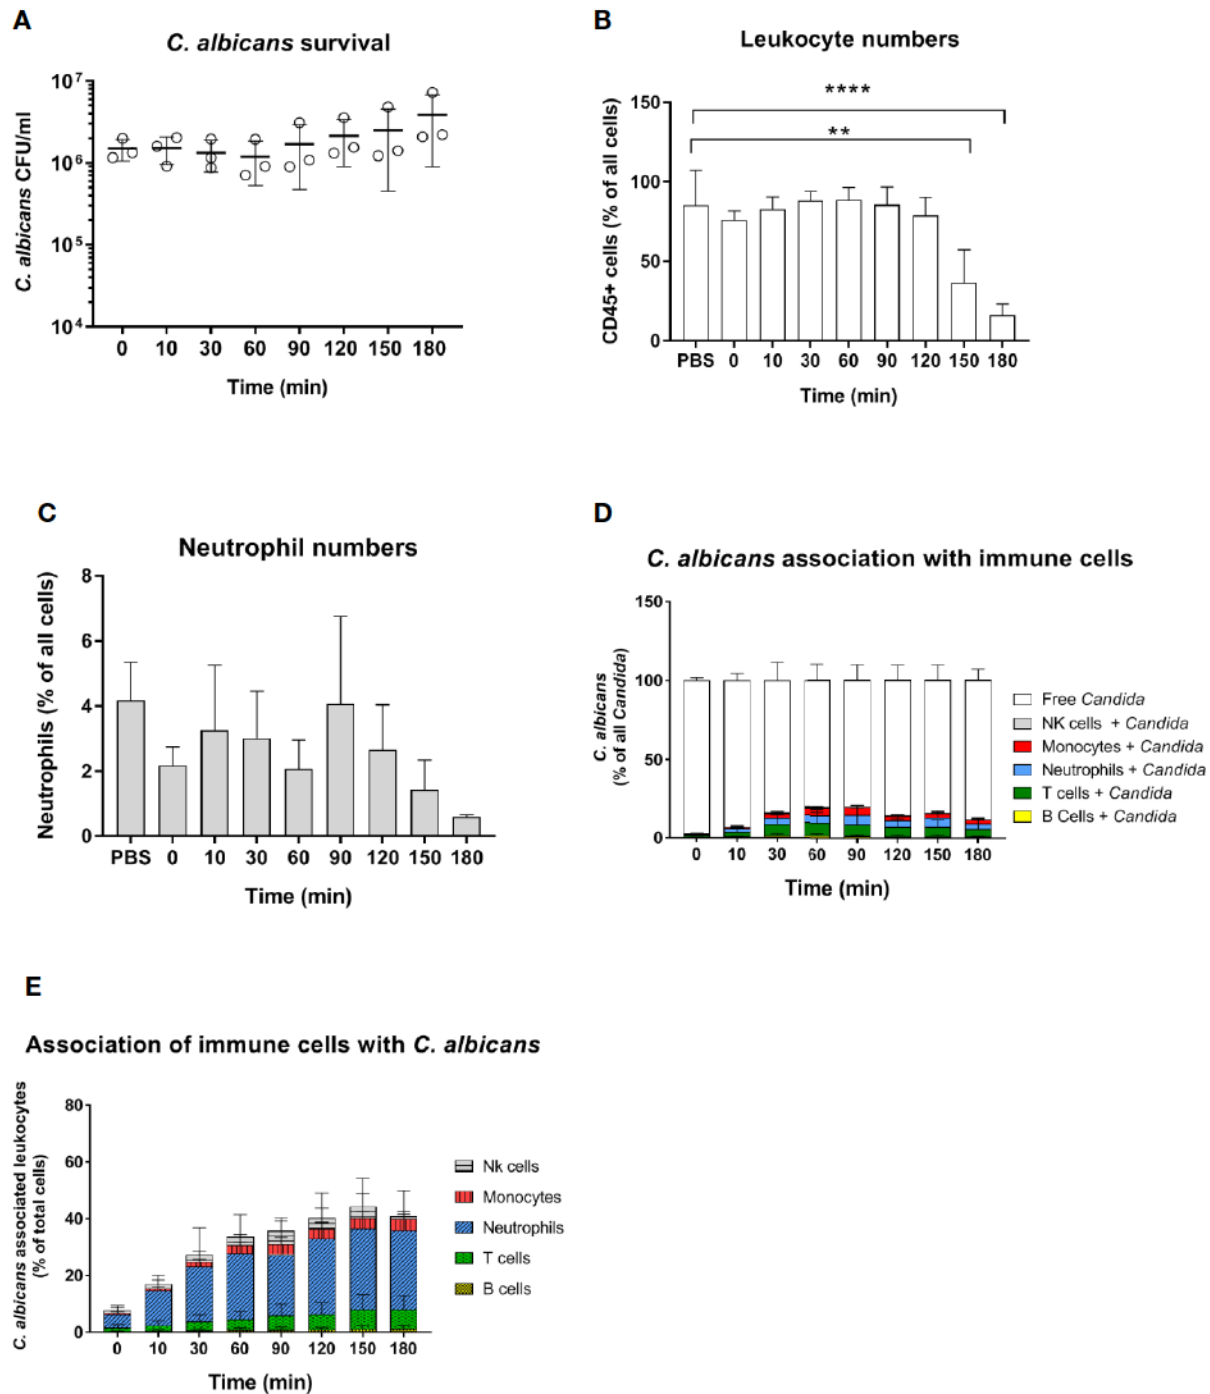 A
C. albicans survival
C. albicans CFU/ml
10⁷
10⁶
10⁵
10⁴
0 10 30 60 90 120 150 180
Time (min)
B
Leukocyte numbers
CD45+ cells (% of all cells)
150
100
50
0
****
**
PBS 0 10 30 60 90 120 150 180
Time (min)
C
Neutrophil numbers
Neutrophils (% of all cells)
8
6
4
2
0
PBS 0 10 30 60 90 120 150 180
Time (min)
D
C. albicans association with immune cells
C. albicans
(% of all Candida)
150
100
50
0
0 10 30 60 90 120 150 180
Time (min)
Free Candida
NK cells + Candida
Monocytes + Candida
Neutrophils + Candida
T cells + Candida
B Cells + Candida
E
Association of immune cells with C. albicans
C. albicans associated leukocytes
(% of total cells)
80
60
40
20
0
0 10 30 60 90 120 150 180
Time (min)
Nk cells
Monocytes
Neutrophils
T cells
B cells